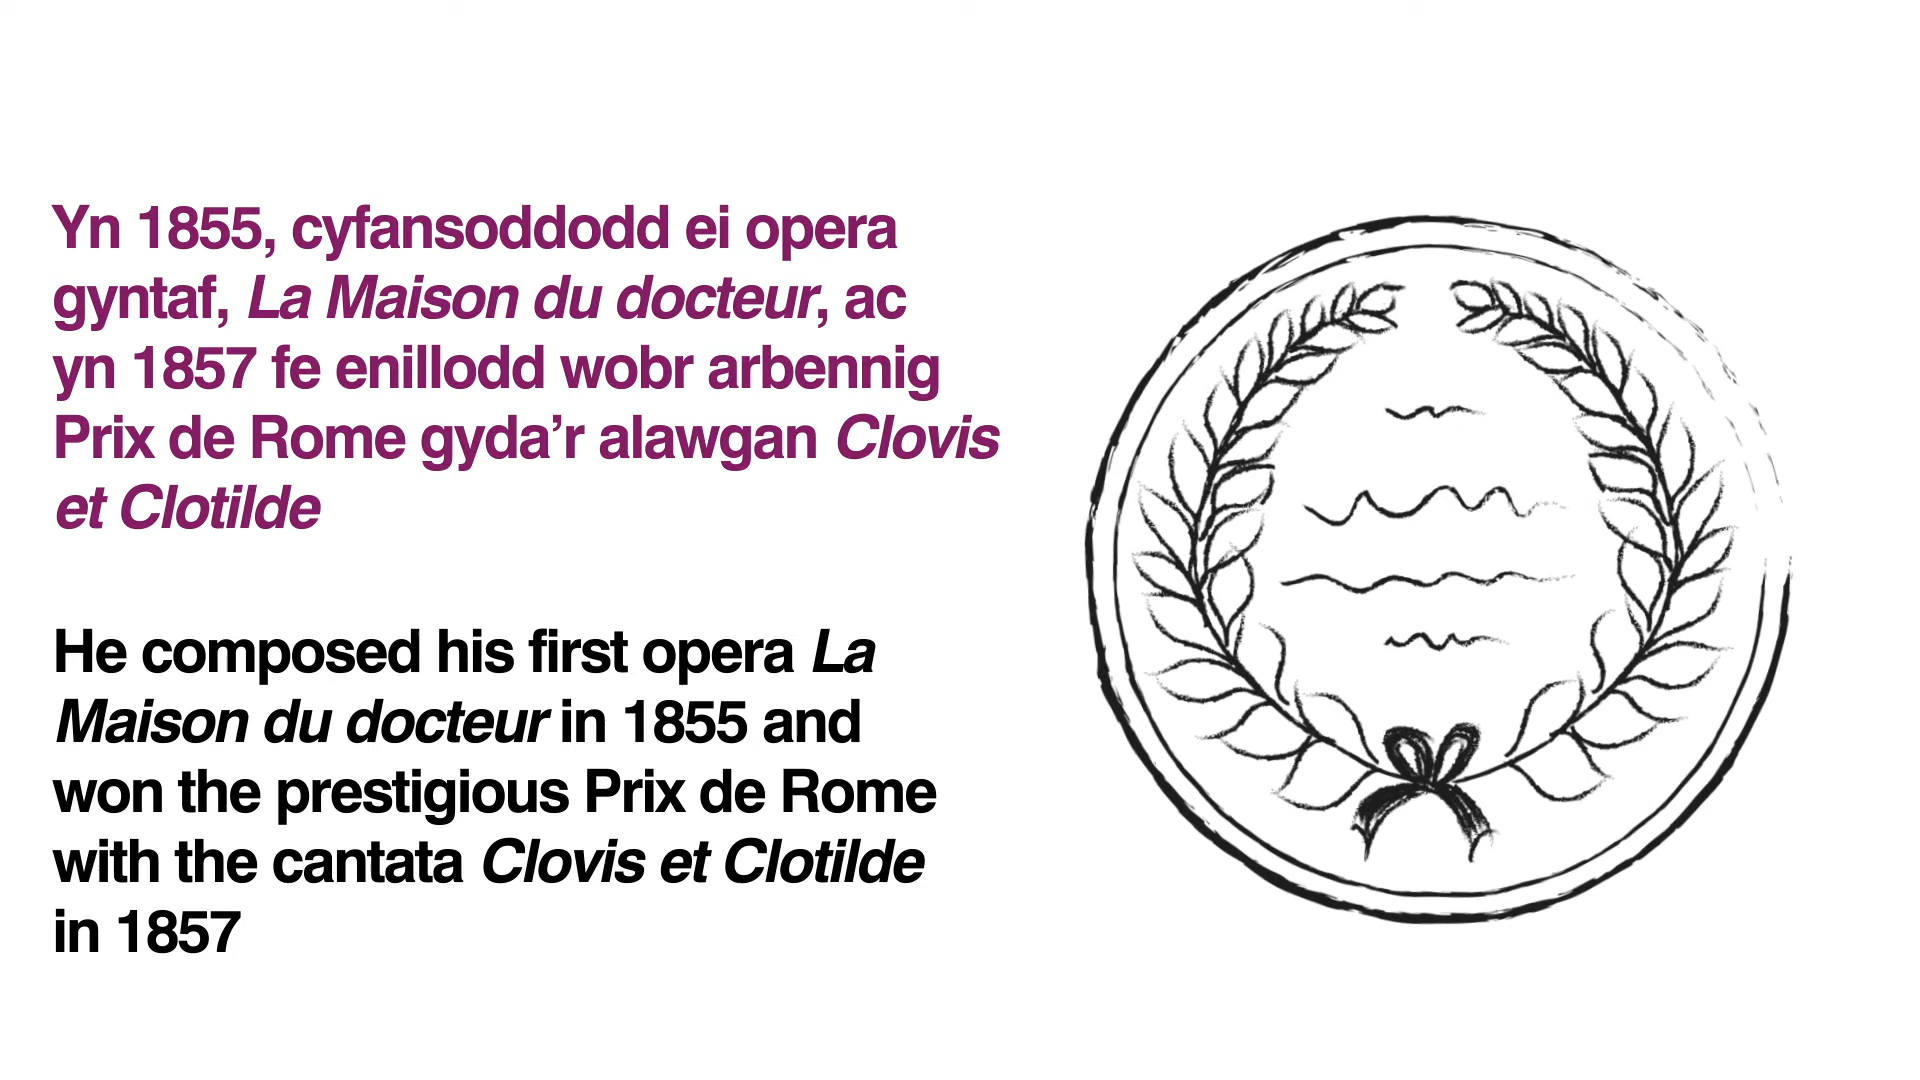 Yn 1855, cyfansoddodd ei opera
gyntaf, La Maison du docteur, ac
yn 1857 fe enillodd wobr arbennig
Prix de Rome gyda’r alawgan Clovis
et Clotilde
He composed his first opera La
Maison du docteur in 1855 and
won the prestigious Prix de Rome
with the cantata Clovis et Clotilde
in 1857